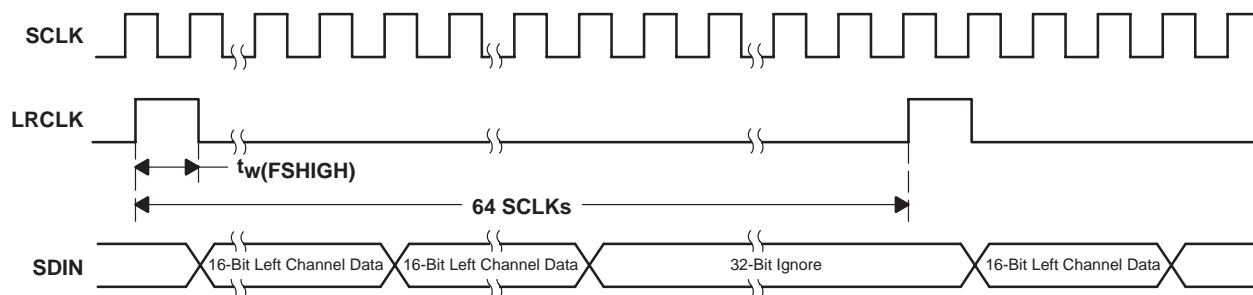 SCLK
LRCLK
tw(FSHIGH)
64 SCLKs
SDIN
16-Bit Left Channel Data
16-Bit Left Channel Data
32-Bit Ignore
16-Bit Left Channel Data